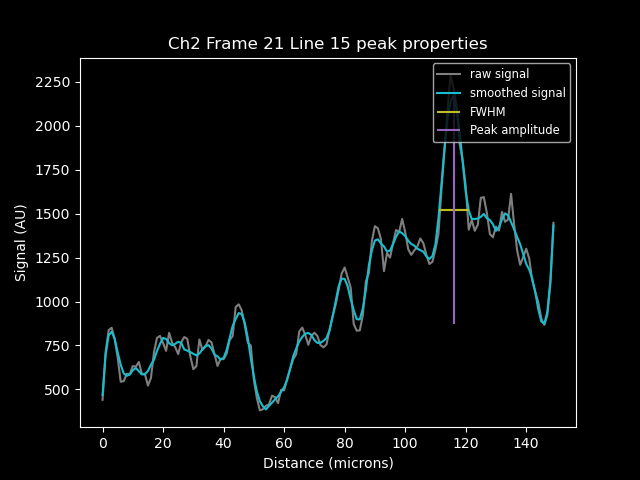 Ch2 Frame 21 Line 15 peak properties
raw signal
smoothed signal
FWHM
Peak amplitude
Signal (AU)
2250
2000
1750
1500
1250
1000
750
500
0 20 40 60 80 100 120 140
Distance (microns)